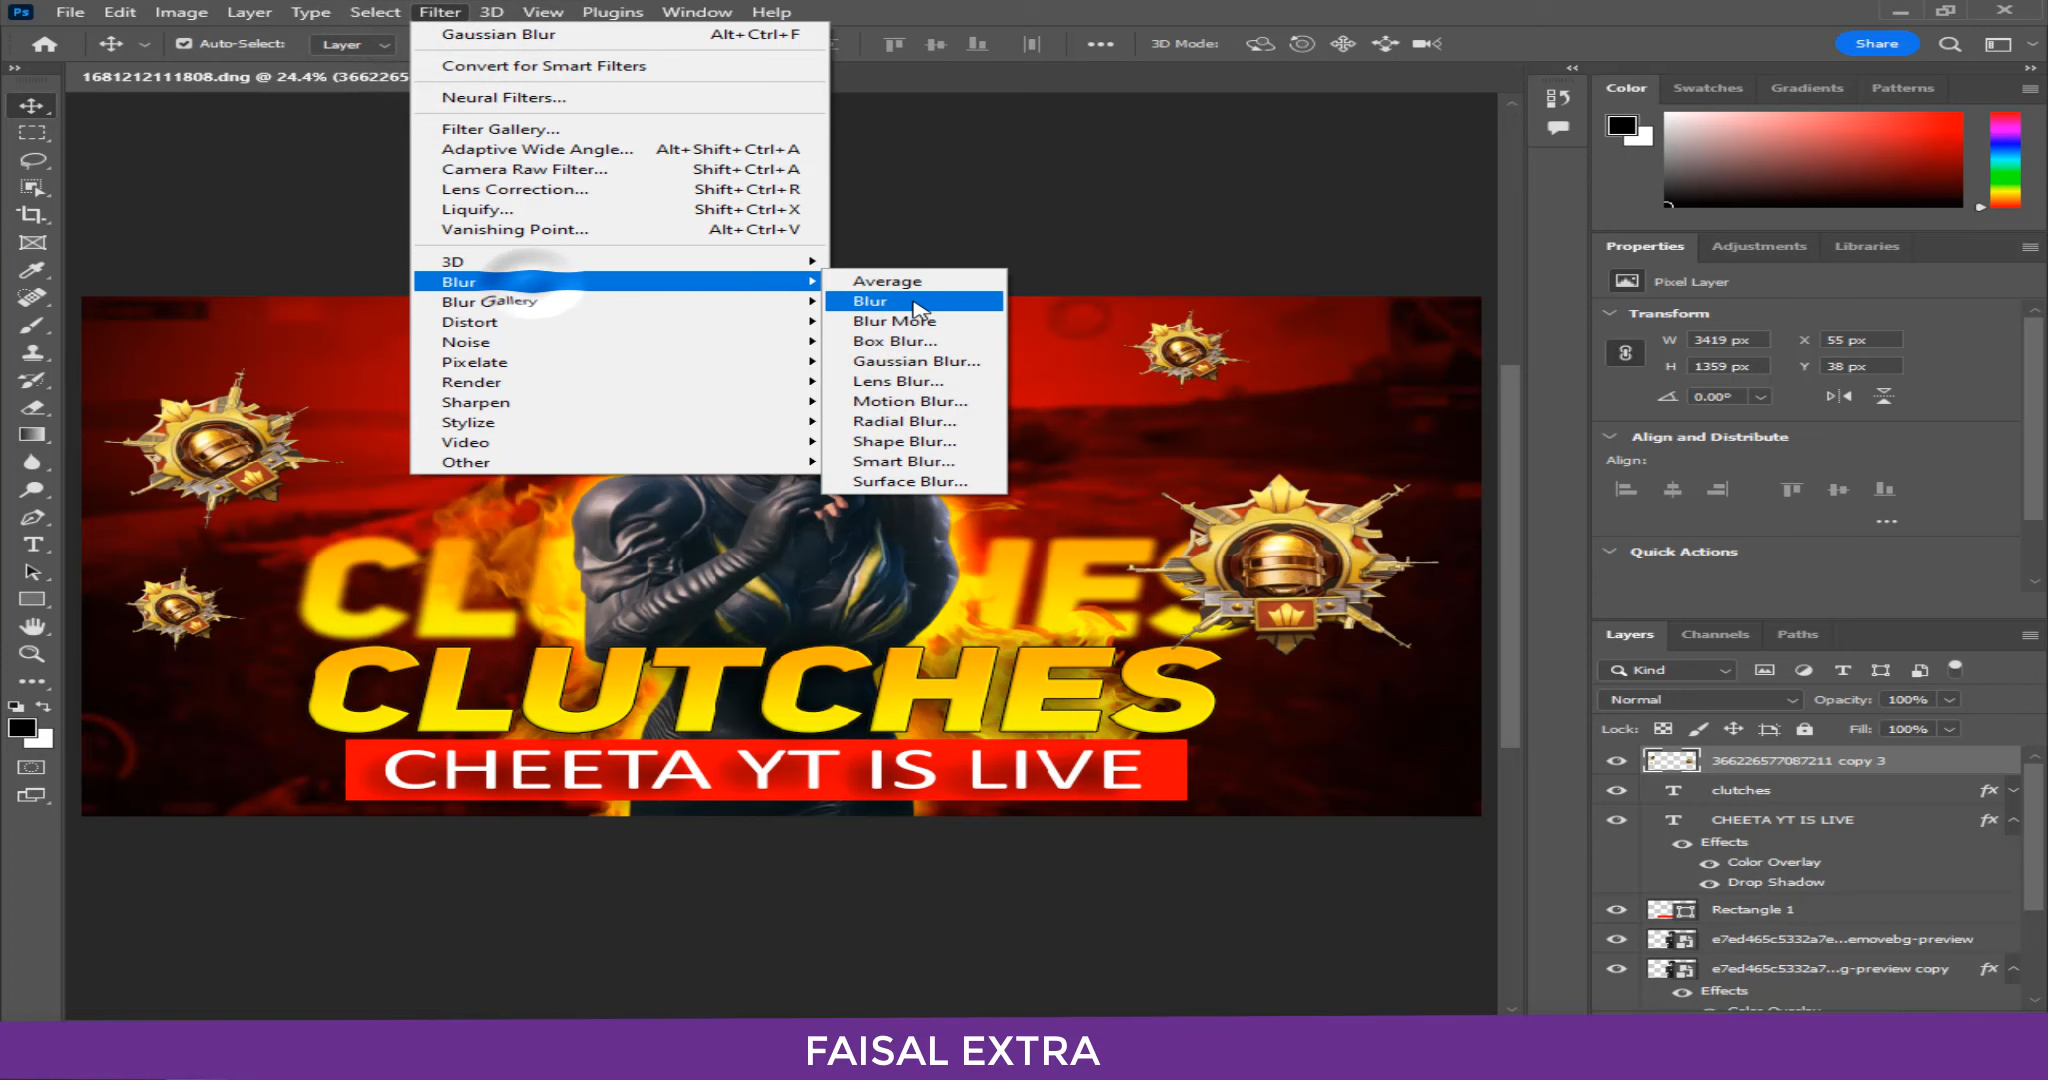 Ps File Edit Image Layer Type Select Filter 3D View Plugins Window Help
Auto-Select: Layer
3D Mode:
Share
1681212111808.dng @ 24.4% (3662265
Gaussian Blur Alt+Ctrl+F
Convert for Smart Filters
Neural Filters...
Filter Gallery...
Adaptive Wide Angle... Alt+Shift+Ctrl+A
Camera Raw Filter... Shift+Ctrl+A
Lens Correction... Shift+Ctrl+R
Liquify... Shift+Ctrl+X
Vanishing Point... Alt+Ctrl+V
3D
Blur
Blur Gallery
Distort
Noise
Pixelate
Render
Sharpen
Stylize
Video
Other
Average
Blur
Blur More
Box Blur...
Gaussian Blur...
Lens Blur...
Motion Blur...
Radial Blur...
Shape Blur...
Smart Blur...
Surface Blur...
CLUTCHES
CHEETA YT IS LIVE
Color Swatches Gradients Patterns
Properties Adjustments Libraries
Pixel Layer
Transform
W 3419 px X 55 px
H 1359 px Y 38 px
0.00°
Align and Distribute
Align:
Quick Actions
Layers Channels Paths
Kind
Normal Opacity: 100%
Lock: Fill: 100%
366226577087211 copy 3
T clutches fx
T CHEETA YT IS LIVE fx
Effects
Color Overlay
Drop Shadow
Rectangle 1
e7ed465c5332a7e...emovebg-preview
e7ed465c5332a7...g-preview copy fx
Effects
FAISAL EXTRA